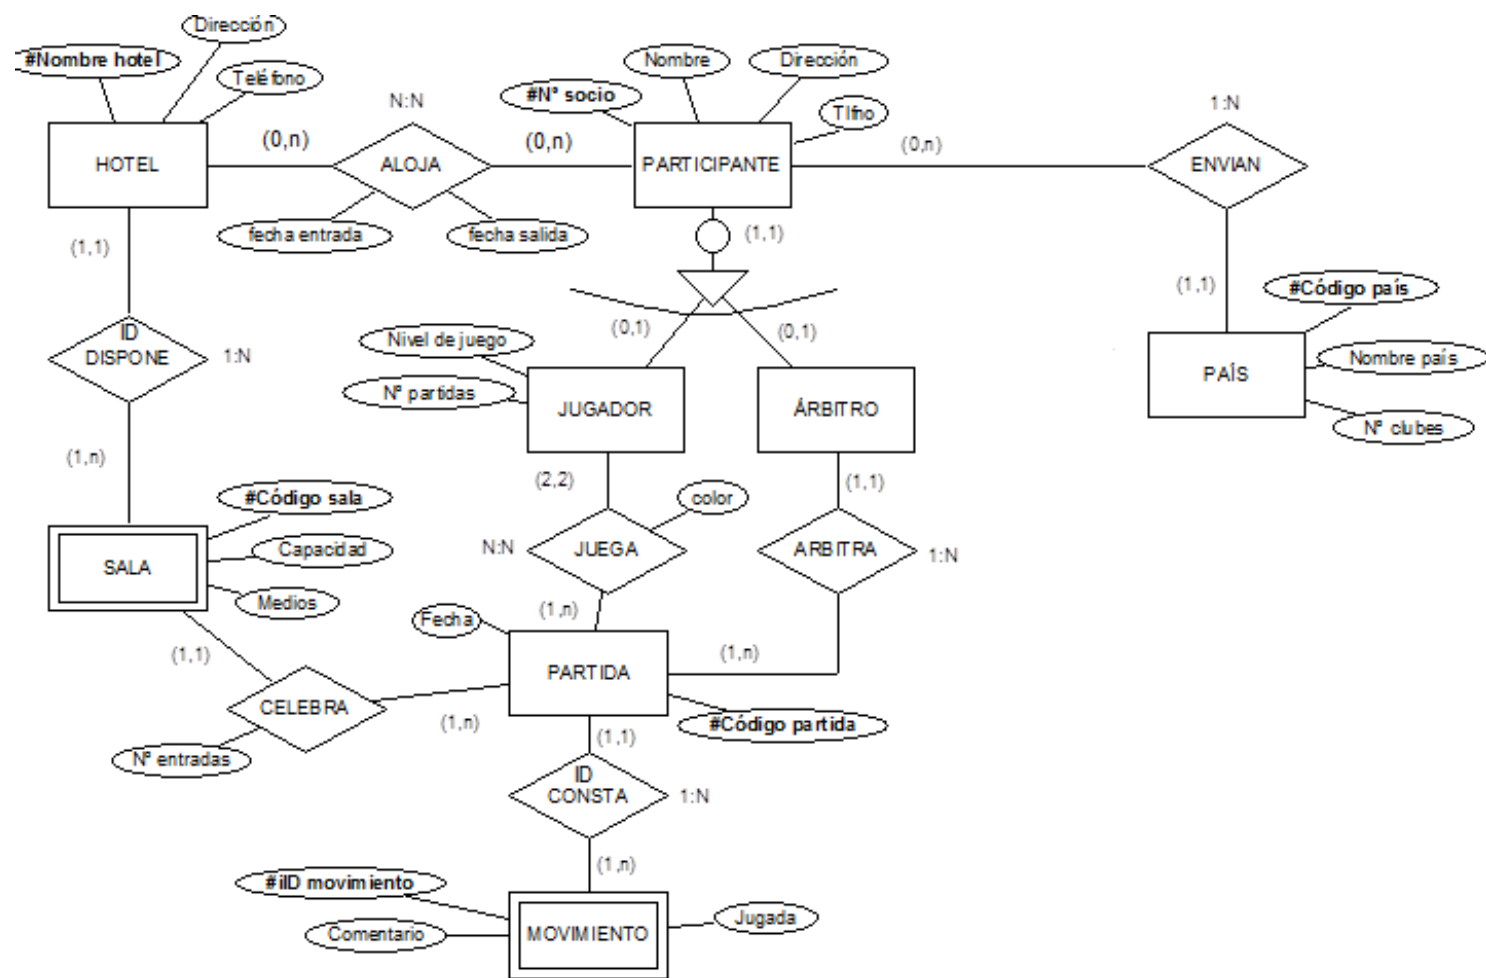 Dirección
#Nombre hotel
Teléfono
HOTEL
(0,n)
N:N
ALOJA
fecha entrada
fecha salida
(0,n)
Nombre
Dirección
#Nº socio
Tlfno
PARTICIPANTE
(0,n)
1:N
ENVIAN
(1,1)
(1,1)
(1,1)
#Código país
Nombre país
Nº clubes
PAÍS
ID
DISPONE
1:N
(0,1)
(0,1)
Nivel de juego
Nº partidas
JUGADOR
ÁRBITRO
(1,n)
(2,2)
(1,1)
#Código sala
Capacidad
Medios
SALA
color
N:N
JUEGA
ARBITRA
1:N
(1,n)
Fecha
(1,1)
(1,n)
PARTIDA
CELEBRA
(1,n)
#Código partida
Nº entradas
(1,1)
ID
CONSTA
1:N
(1,n)
#iID movimiento
Comentario
Jugada
MOVIMIENTO